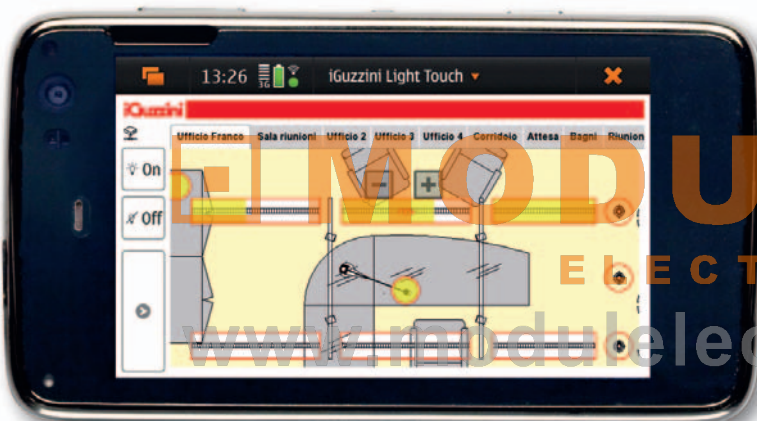 13:26 3G iGuzzini Light Touch
iGuzzini
Ufficio Franco Sala riunioni Ufficio 2 Ufficio 3 Ufficio 4 Corridoio Attesa Bagni Riunion
On
Off
MODU
ELECT
www.modulelec